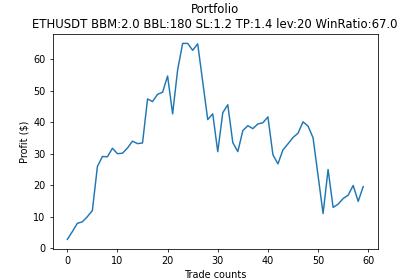 Portfolio
ETHUSDT BBM:2.0 BBL:180 SL:1.2 TP:1.4 lev:20 WinRatio:67.0
Profit ($)
60
50
40
30
20
10
0
0 10 20 30 40 50 60
Trade counts